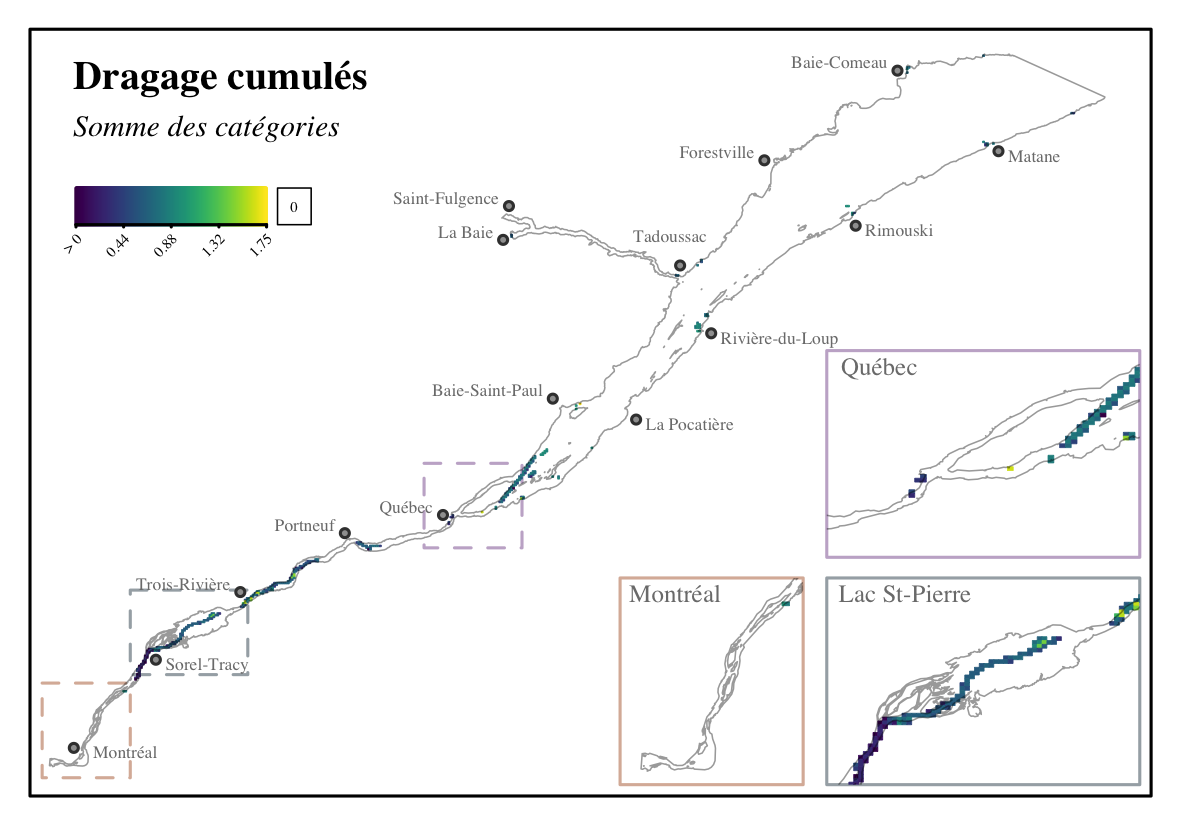 Dragage cumulés
Somme des catégories
> 0
0.44
0.88
1.32
1.75
0
Baie-Comeau
Forestville
Matane
Saint-Fulgence
La Baie
Tadoussac
Rimouski
Rivière-du-Loup
Baie-Saint-Paul
La Pocatière
Québec
Portneuf
Trois-Rivière
Sorel-Tracy
Montréal
Québec
Montréal
Lac St-Pierre